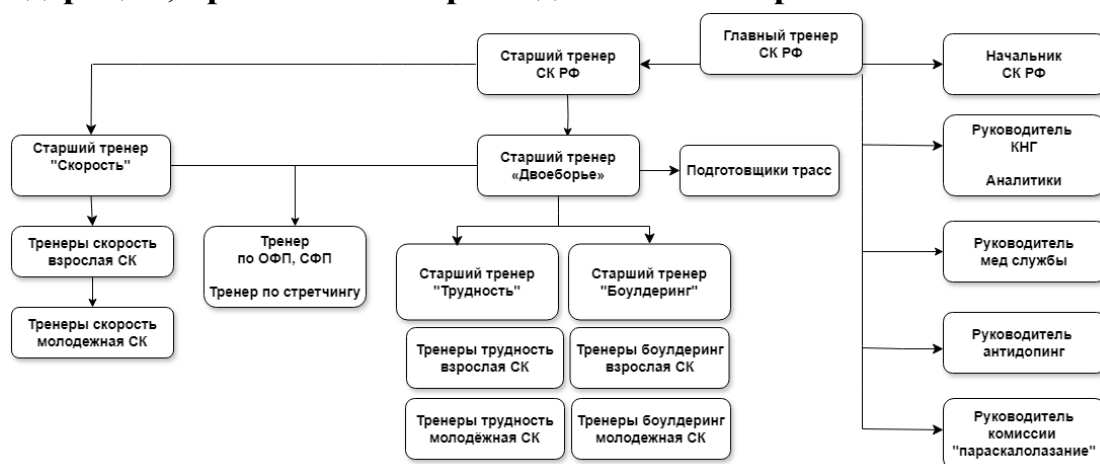 Главный тренер
СК РФ
Старший тренер
СК РФ
Начальник
СК РФ
Старший тренер
"Скорость"
Старший тренер
«Двоеборье»
Подготовщики трасс
Руководитель
КНГ
Аналитики
Тренеры скорость
взрослая СК
Тренер
по ОФП, СФП
Тренер по стретчингу
Старший тренер
"Трудность"
Старший тренер
"Боулдеринг"
Руководитель
мед службы
Тренеры скорость
молодежная СК
Тренеры трудность
взрослая СК
Тренеры боулдеринг
взрослая СК
Руководитель
антидопинг
Тренеры трудность
молодёжная СК
Тренеры боулдеринг
молодежная СК
Руководитель
комиссии
"параскалолазание"